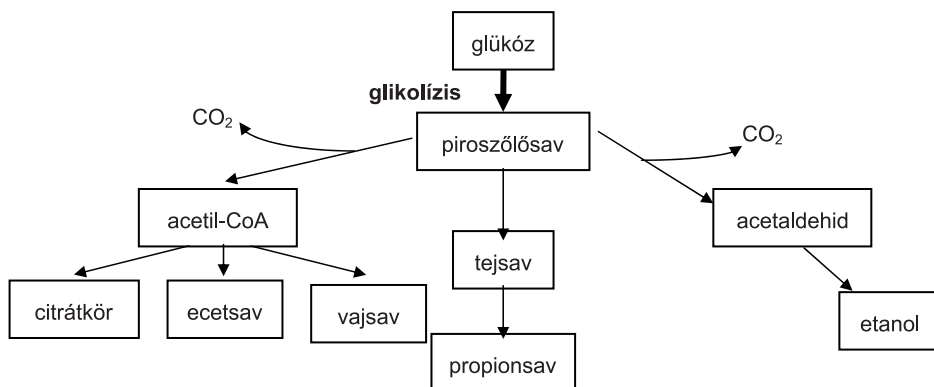 glükóz
glikolízis
CO₂
piroszőlősav
CO₂
acetil-CoA
acetaldehid
tejsav
citrátkör
ecetsav
vajsav
etanol
propionsav